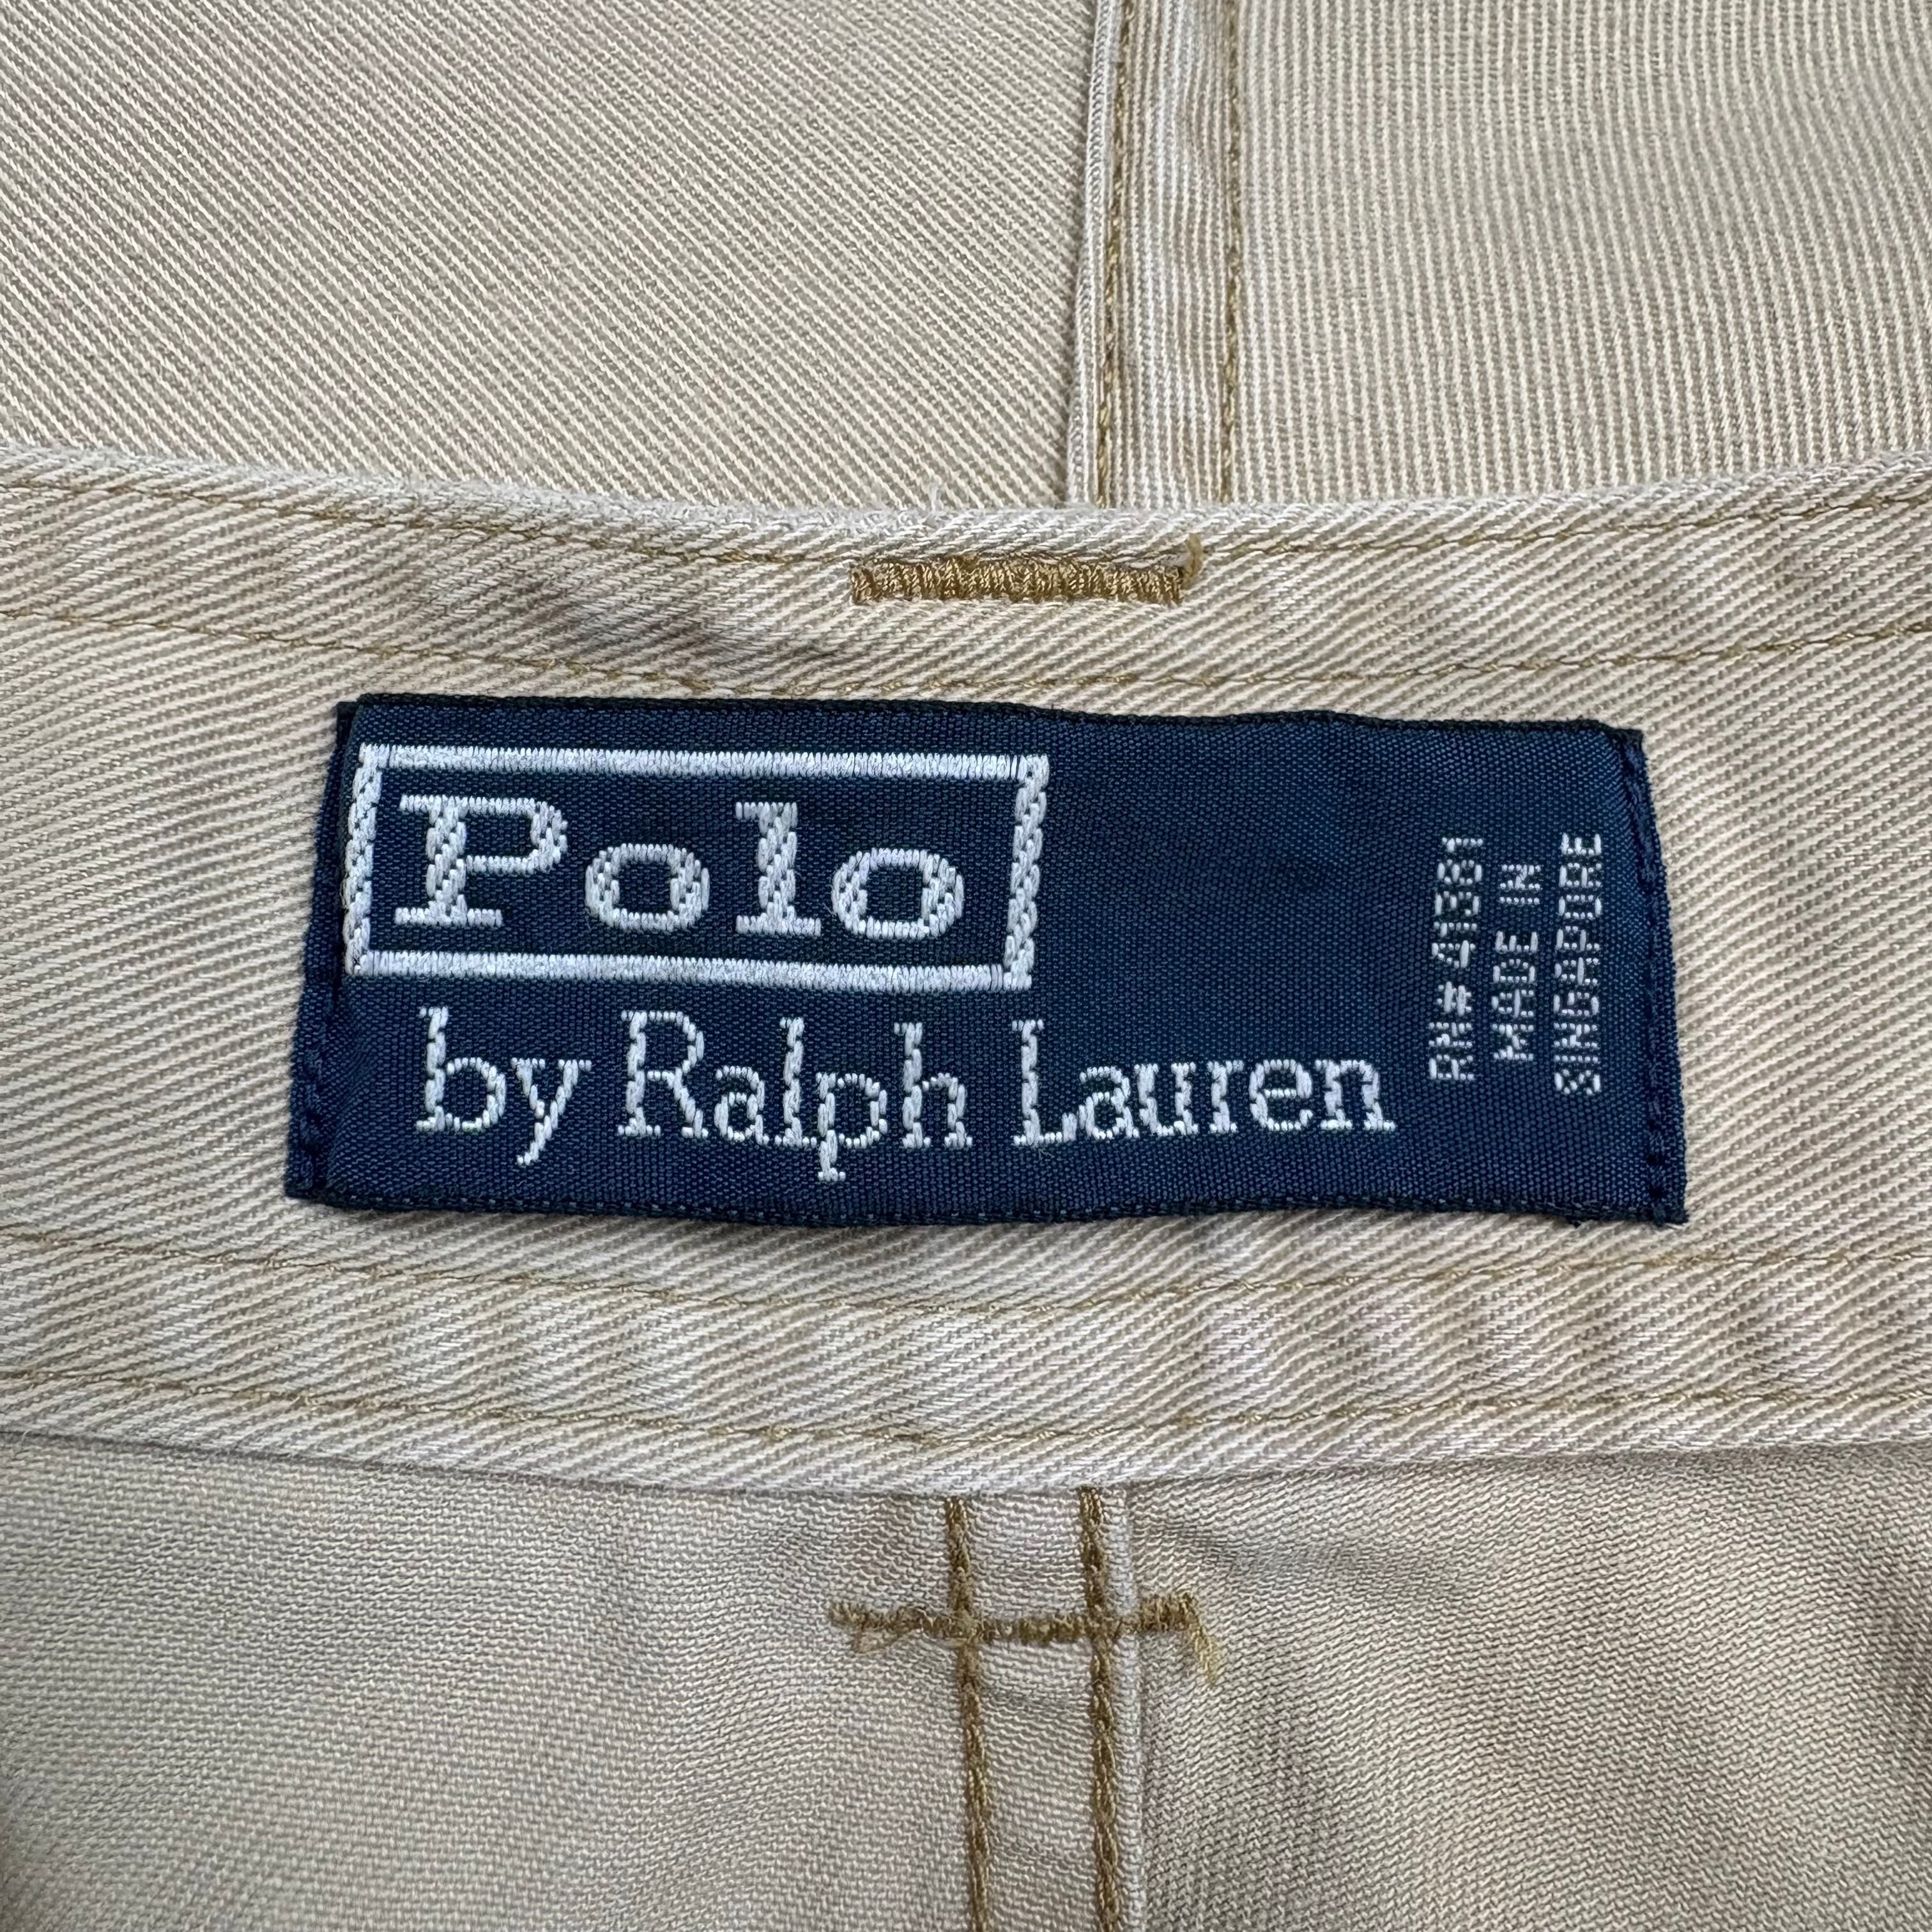 Polo
by Ralph Lauren
RN# 41381
MADE IN
SINGAPORE